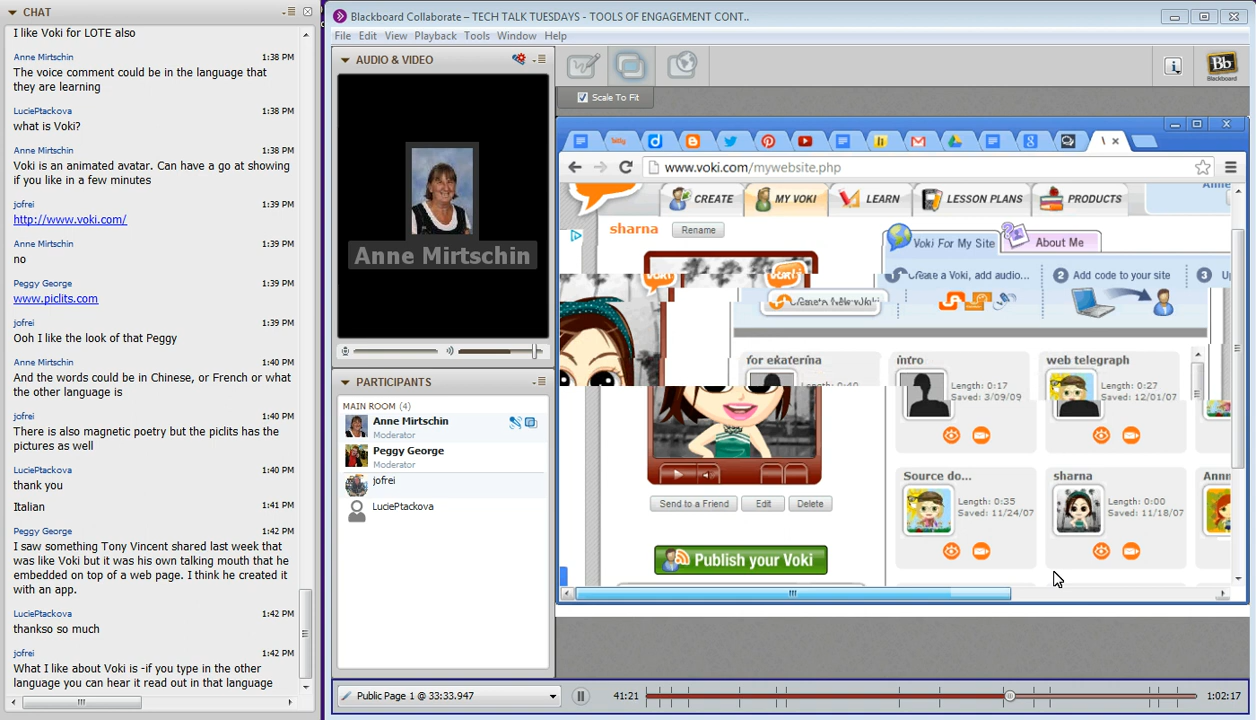 CHAT
I like Voki for LOTE also
Anne Mirtschin 1:38 PM
The voice comment could be in the language that
they are learning
LuciePtackova 1:38 PM
what is Voki?
Anne Mirtschin 1:38 PM
Voki is an animated avatar. Can have a go at showing
if you like in a few minutes
jofrei 1:39 PM
http://www.voki.com/
Anne Mirtschin 1:39 PM
no
Peggy George 1:39 PM
www.piclits.com
jofrei 1:39 PM
Ooh I like the look of that Peggy
Anne Mirtschin 1:40 PM
And the words could be in Chinese, or French or what
the other language is
jofrei 1:40 PM
There is also magnetic poetry but the piclits has the
pictures as well
LuciePtackova 1:40 PM
thank you
Italian 1:41 PM
Peggy George 1:42 PM
I saw something Tony Vincent shared last week that
was like Voki but it was his own talking mouth that he
embedded on top of a web page. I think he created it
with an app.
LuciePtackova 1:42 PM
thankso so much
jofrei 1:42 PM
What I like about Voki is -if you type in the other
language you can hear it read out in that language
Blackboard Collaborate – TECH TALK TUESDAYS - TOOLS OF ENGAGEMENT CONT..
File Edit View Playback Tools Window Help
AUDIO & VIDEO
Anne Mirtschin
PARTICIPANTS
MAIN ROOM (4)
Anne Mirtschin
Moderator
Peggy George
Moderator
jofrei
LuciePtackova
Bb
Blackboard
Scale To Fit
www.voki.com/mywebsite.php
CREATE MY VOKI LEARN LESSON PLANS PRODUCTS
sharna Rename
Voki For My Site About Me
Create a Voki, add audio... 2 Add code to your site 3
Create a New Voki
for ekaterina intro web telegraph
Length: 0:40 Length: 0:17 Length: 0:27
Saved: 3/09/09 Saved: 12/01/07
Source do... sharna
Length: 0:35 Length: 0:00
Saved: 11/24/07 Saved: 11/18/07
Send to a Friend Edit Delete
Publish your Voki
Public Page 1 @ 33:33.947 41:21 1:02:17